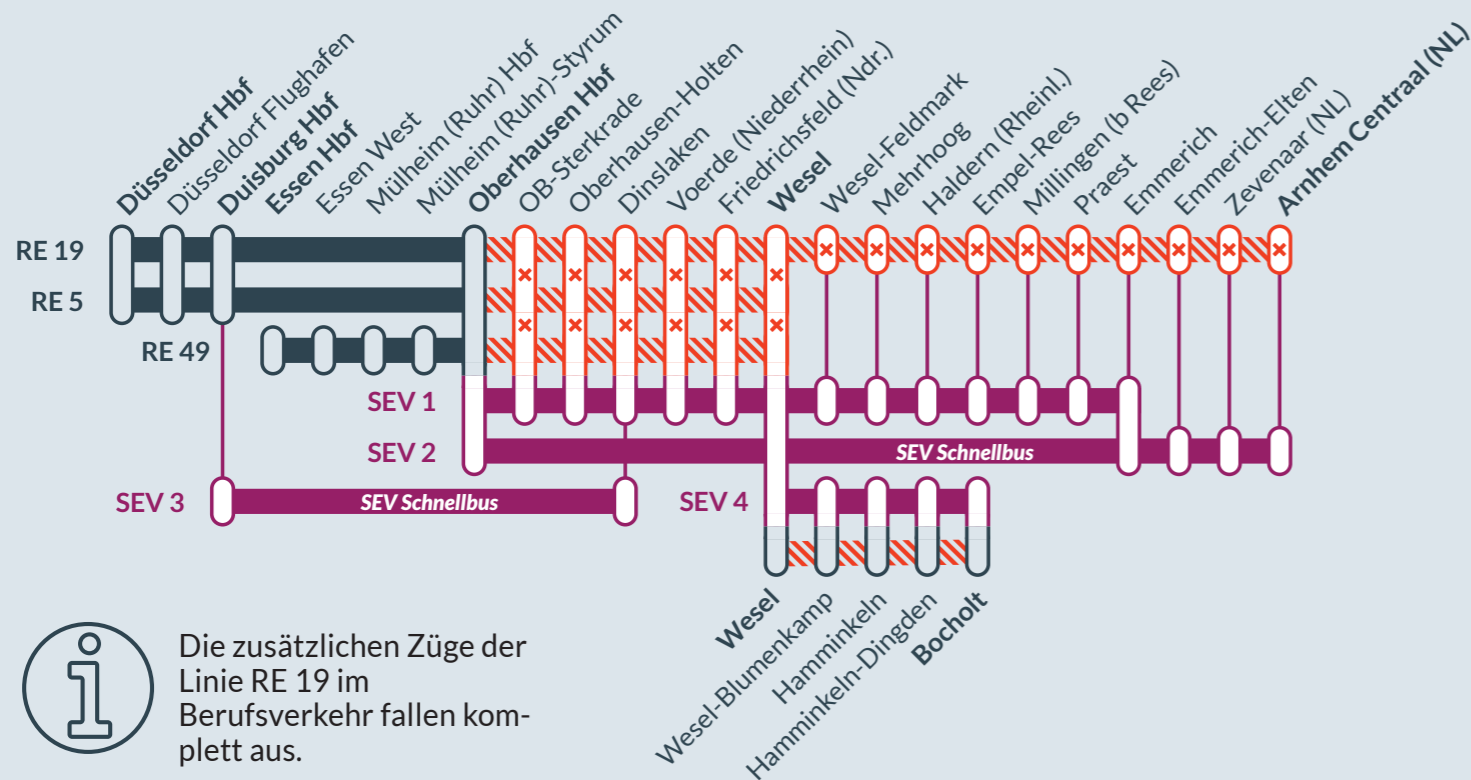 Düsseldorf Hbf
Düsseldorf Flughafen
Duisburg Hbf
Essen Hbf
Essen West
Mülheim (Ruhr) Hbf
Mülheim (Ruhr)-Styrum
Oberhausen Hbf
OB-Sterkrade
Oberhausen-Holten
Dinslaken
Voerde (Niederrhein)
Friedrichsfeld (Ndr.)
Wesel
Wesel-Feldmark
Mehrhoog
Haldern (Rheinl.)
Empel-Rees
Millingen (b Rees)
Praest
Emmerich
Emmerich-Elten
Zevenaar (NL)
Arnhem Centraal (NL)
RE 19
RE 5
RE 49
SEV 1
SEV 2
SEV Schnellbus
SEV 3
SEV Schnellbus
SEV 4
Wesel
Wesel-Blumenkamp
Hamminkeln
Hamminkeln-Dingden
Bocholt
Die zusätzlichen Züge der
Linie RE 19 im
Berufsverkehr fallen kom-
plett aus.